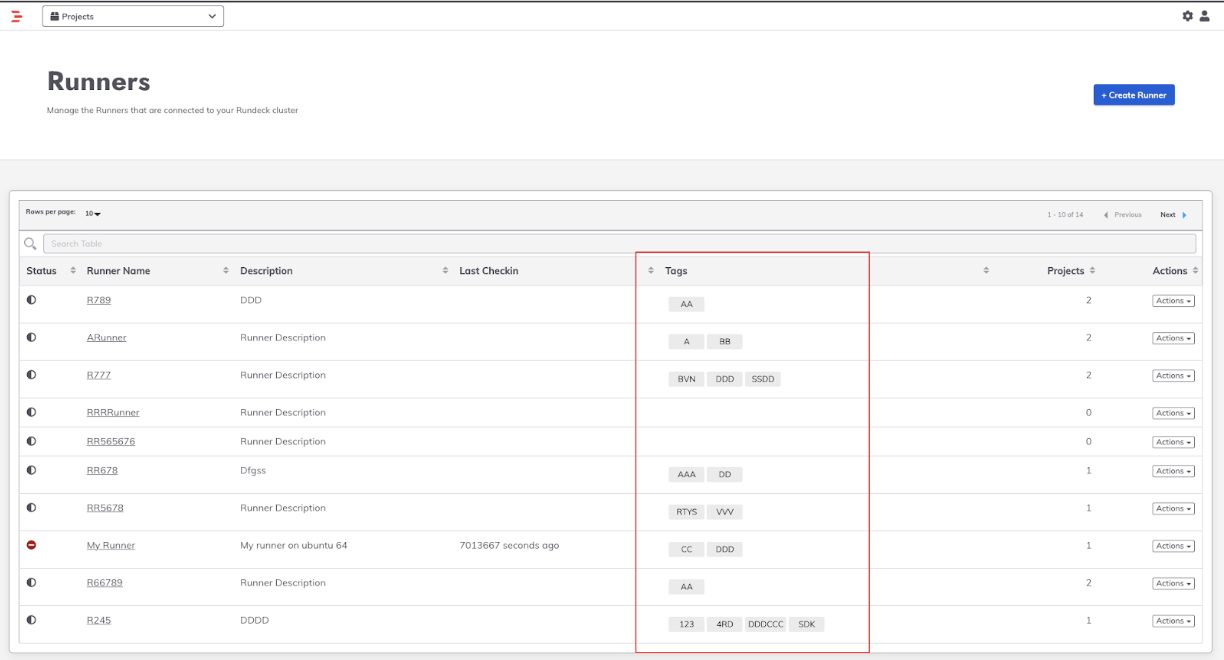 Projects
Runners
Manage the Runners that are connected to your Rundeck cluster
+ Create Runner
Rows per page: 10
1 - 10 of 14 Previous Next
Search Table
Status Runner Name Description Last Checkin Tags Projects Actions
R789 DDD AA 2 Actions
ARunner Runner Description A BB 2 Actions
R777 Runner Description BVN DDD SSDD 2 Actions
RRRRunner Runner Description 0 Actions
RR565676 Runner Description 0 Actions
RR678 Dfgss AAA DD 1 Actions
RR5678 Runner Description RTYS VVV 1 Actions
My Runner My runner on ubuntu 64 7013667 seconds ago CC DDD 1 Actions
R66789 Runner Description AA 2 Actions
R245 DDDD 123 4RD DDDCCC SDK 1 Actions